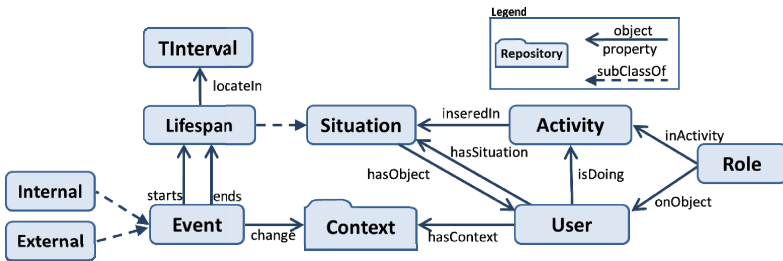 Legend
object
property
Repository
subClassOf
TInterval
locateIn
Lifespan
Situation
inseredIn
Activity
inActivity
hasSituation
Role
hasObject
isDoing
Internal
starts
ends
onObject
External
Event
change
Context
hasContext
User